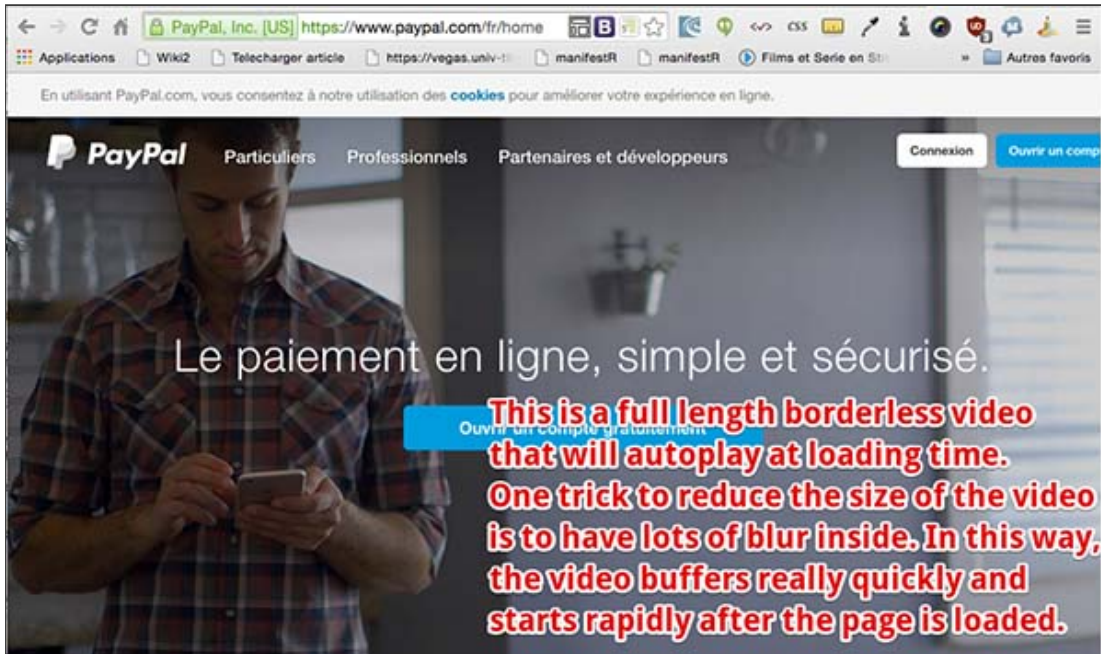 PayPal, Inc. [US] https://www.paypal.com/fr/home
Applications Wiki2 Telecharger article https://vegas.univ-tl manifestR manifestR Films et Serie en Str » Autres favoris
En utilisant PayPal.com, vous consentez à notre utilisation des cookies pour améliorer votre expérience en ligne.
PayPal Particuliers Professionnels Partenaires et développeurs Connexion Ouvrir un comp
Le paiement en ligne, simple et sécurisé.
Ouvrir un compte gratuitement
This is a full length borderless video
that will autoplay at loading time.
One trick to reduce the size of the video
is to have lots of blur inside. In this way,
the video buffers really quickly and
starts rapidly after the page is loaded.